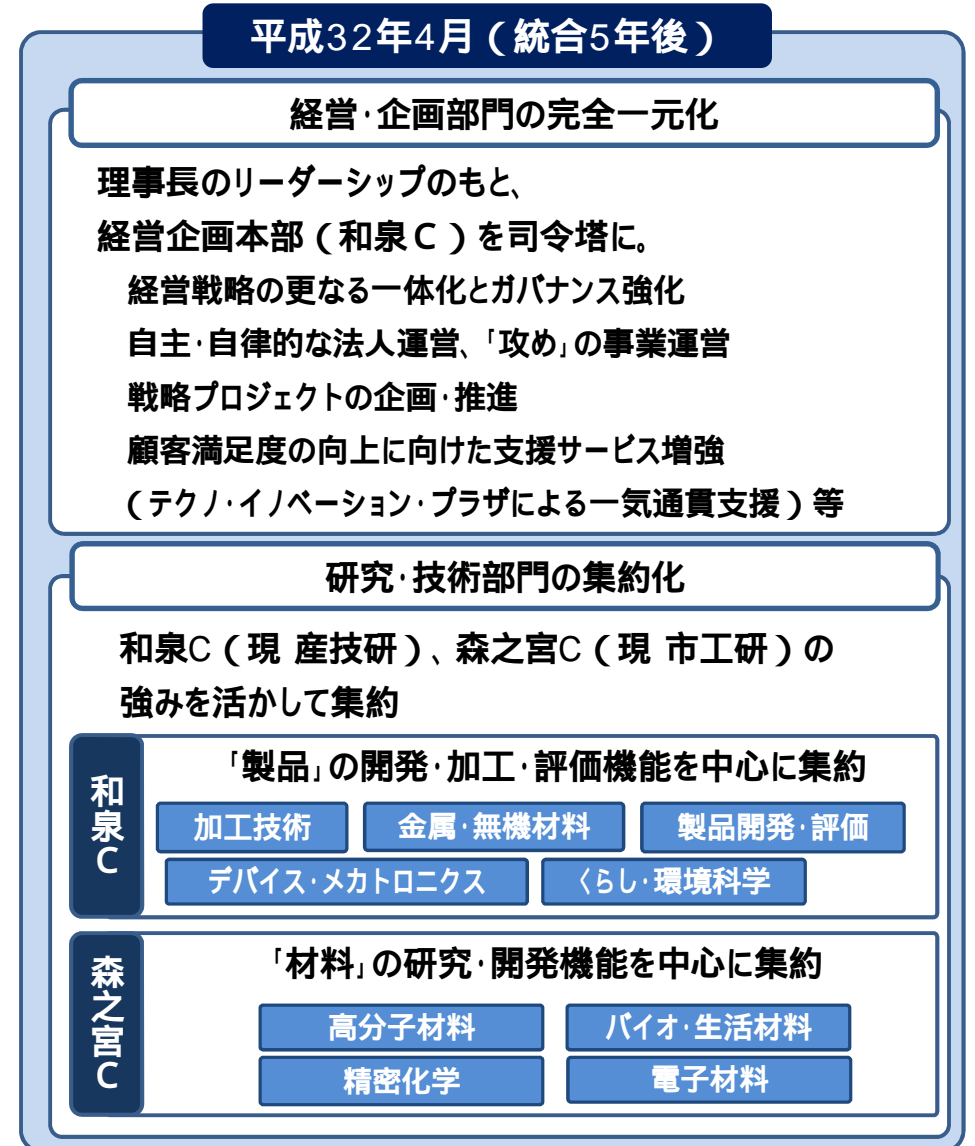 平成32年4月（統合5年後）
経営・企画部門の完全一元化
理事長のリーダーシップのもと、
経営企画本部（和泉Ｃ）を司令塔に。
経営戦略の更なる一体化とガバナンス強化
自主・自律的な法人運営、「攻め」の事業運営
戦略プロジェクトの企画・推進
顧客満足度の向上に向けた支援サービス増強
（テクノ・イノベーション・プラザによる一気通貫支援）等
研究・技術部門の集約化
和泉C（現 産技研）、森之宮C（現 市工研）の
強みを活かして集約
和泉Ｃ
「製品」の開発・加工・評価機能を中心に集約
加工技術 金属・無機材料 製品開発・評価
デバイス・メカトロニクス くらし・環境科学
森之宮Ｃ
「材料」の研究・開発機能を中心に集約
高分子材料 バイオ・生活材料
精密化学 電子材料